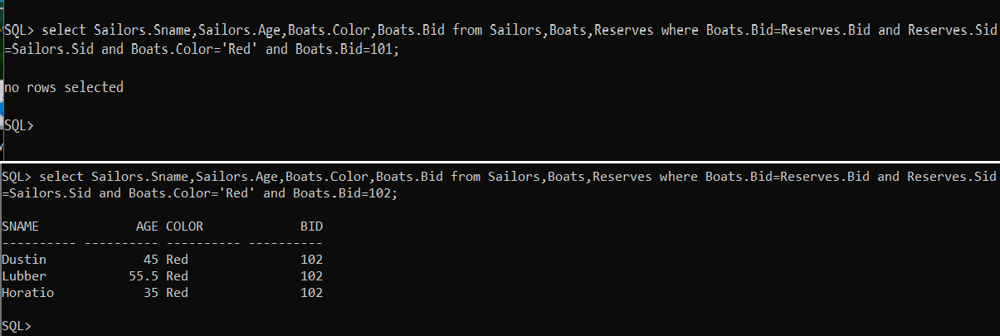 SQL> select Sailors.Sname,Sailors.Age,Boats.Color,Boats.Bid from Sailors,Boats,Reserves where Boats.Bid=Reserves.Bid and Reserves.Sid
=Sailors.Sid and Boats.Color='Red' and Boats.Bid=101;
no rows selected
SQL>
SQL> select Sailors.Sname,Sailors.Age,Boats.Color,Boats.Bid from Sailors,Boats,Reserves where Boats.Bid=Reserves.Bid and Reserves.Sid
=Sailors.Sid and Boats.Color='Red' and Boats.Bid=102;
SNAME             AGE COLOR             BID
---------- ---------- ---------- ----------
Dustin             45 Red               102
Lubber           55.5 Red               102
Horatio            35 Red               102
SQL>